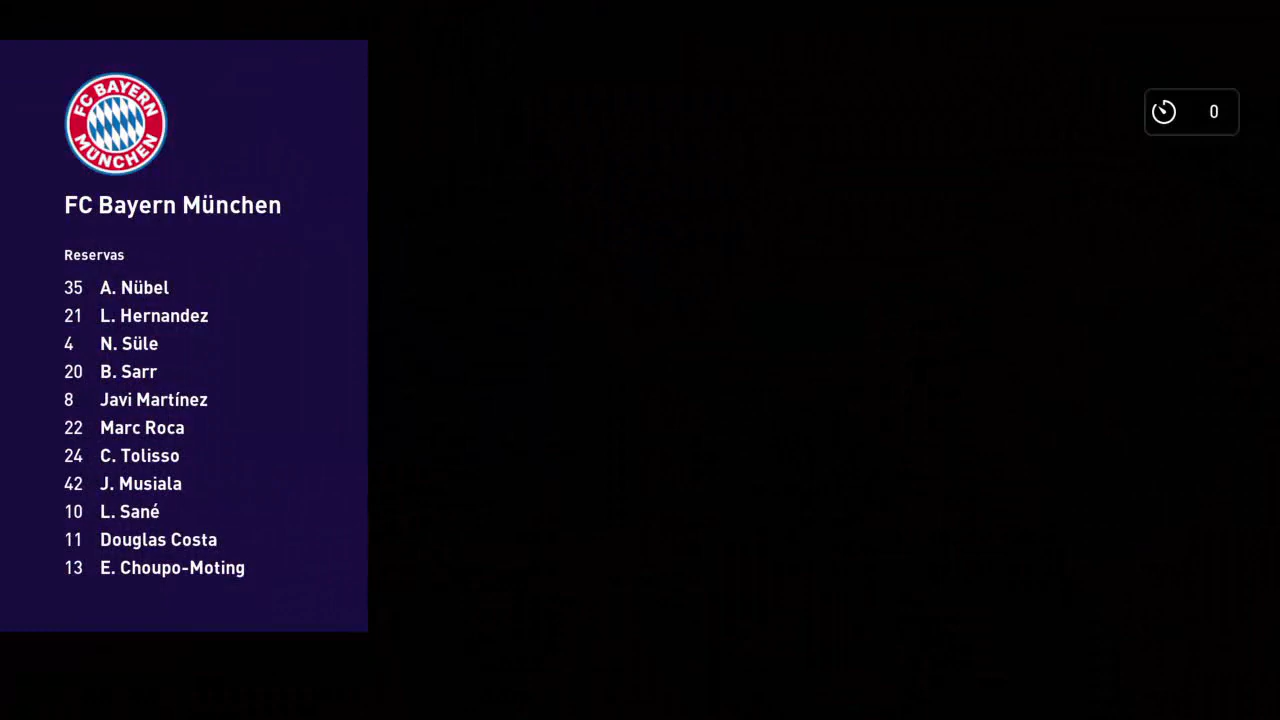 FC BAYERN
MÜNCHEN
0
FC Bayern München
Reservas
35 A. Nübel
21 L. Hernandez
4 N. Süle
20 B. Sarr
8 Javi Martínez
22 Marc Roca
24 C. Tolisso
42 J. Musiala
10 L. Sané
11 Douglas Costa
13 E. Choupo-Moting